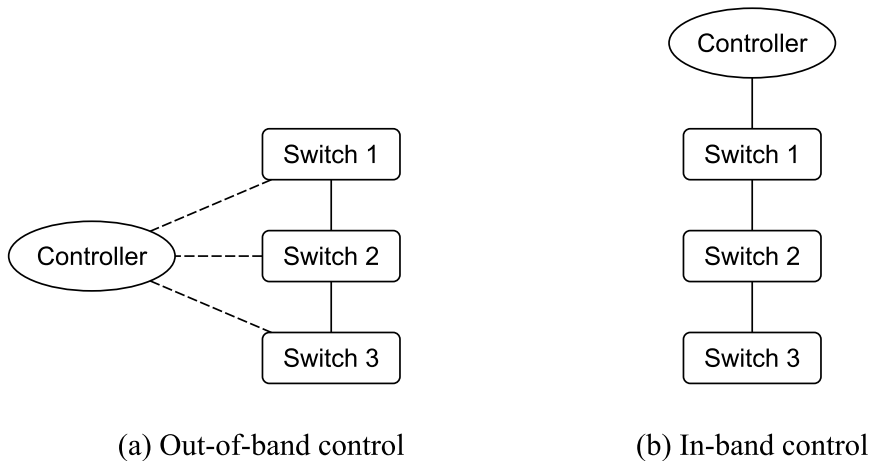 Controller
Switch 1
Switch 2
Switch 3
(a) Out-of-band control
Controller
Switch 1
Switch 2
Switch 3
(b) In-band control